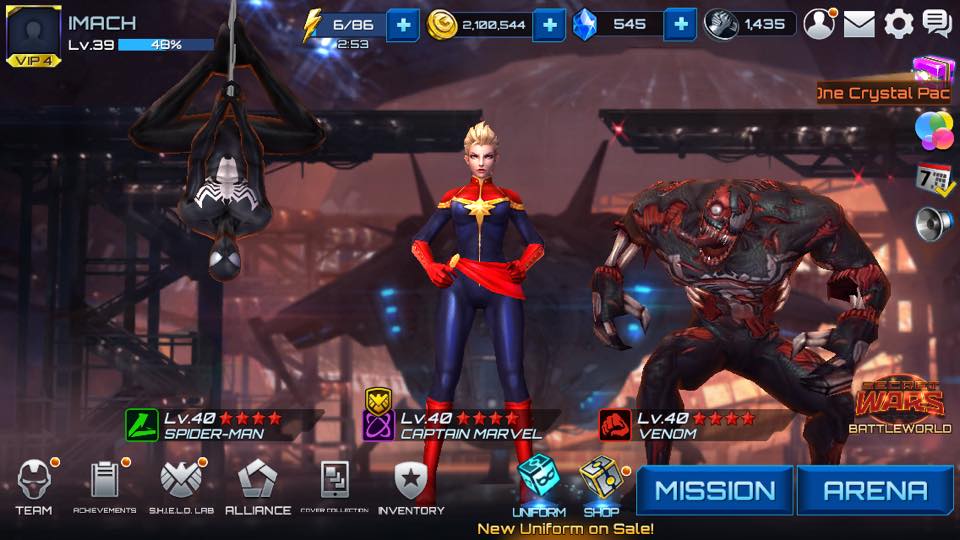 IMACH
Lv.39 48%
VIP 4
6/86
2:53
2,100,544
545
1,435
One Crystal Pac
7
Lv.40
SPIDER-MAN
Lv.40
CAPTAIN MARVEL
Lv.40
VENOM
SECRET
WARS
BATTLEWORLD
TEAM
ACHIEVEMENTS
S.H.I.E.L.D. LAB
ALLIANCE
COVER COLLECTION
INVENTORY
UNIFORM
SHOP
MISSION
ARENA
New Uniform on Sale!